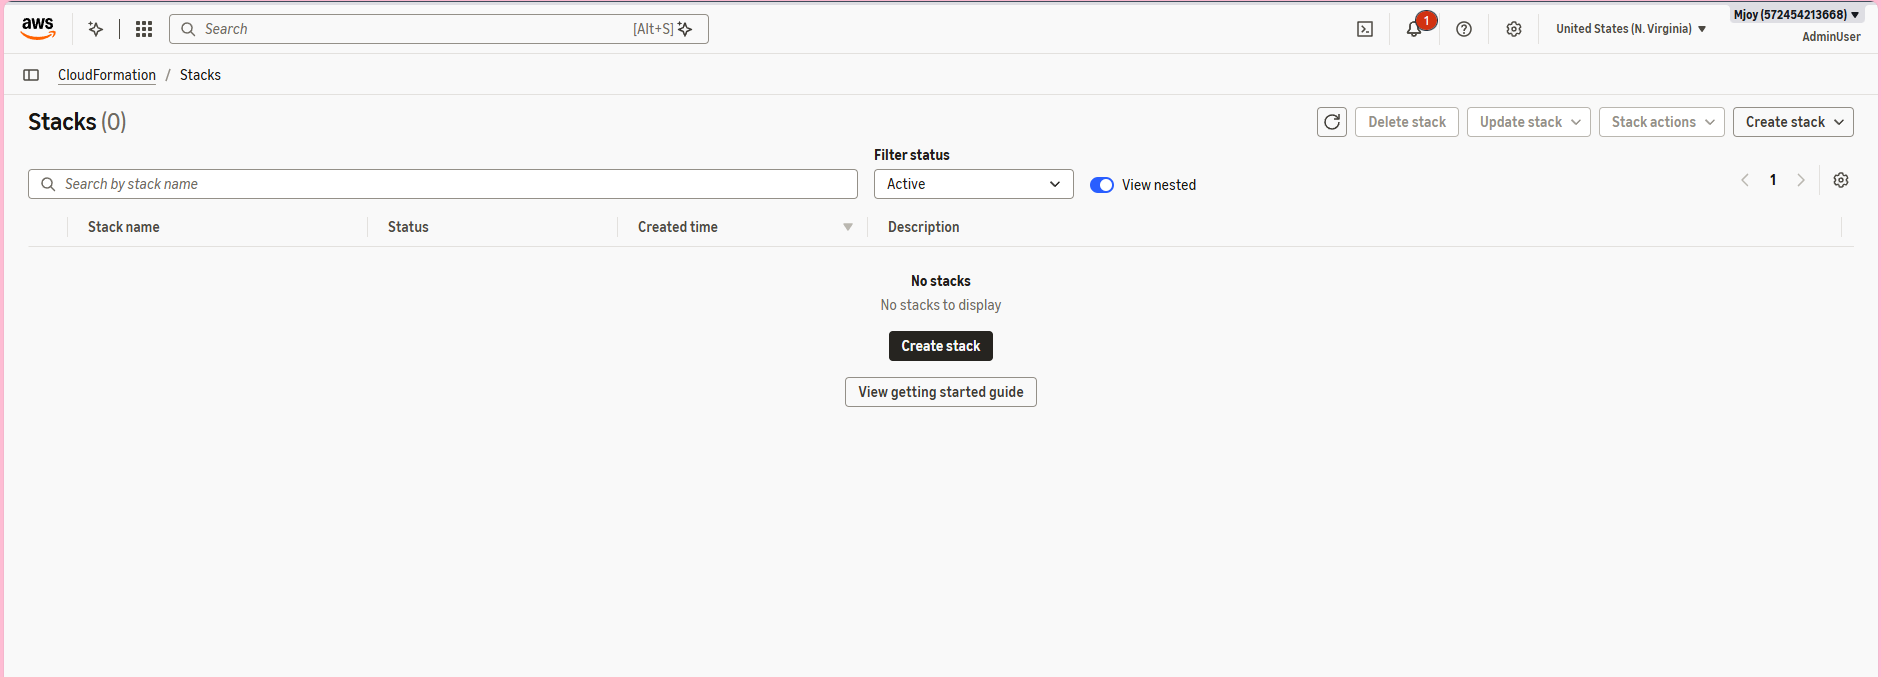 aws
Search [Alt+S]
1
United States (N. Virginia)
Mjoy (572454213668)
AdminUser
CloudFormation / Stacks
Stacks (0)
Delete stack
Update stack
Stack actions
Create stack
Filter status
Search by stack name
Active
View nested
1
Stack name Status Created time Description
No stacks
No stacks to display
Create stack
View getting started guide